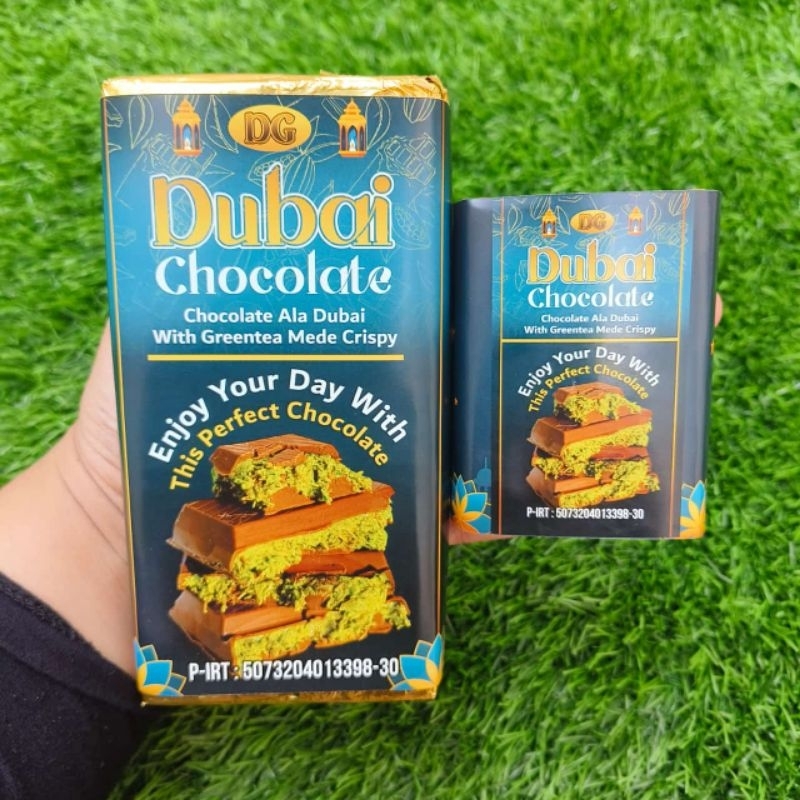 DG
Dubai
Chocolate
Chocolate Ala Dubai
With Greentea Mede Crispy
Enjoy Your Day With
This Perfect Chocolate
P-IRT : 5073204013398-30
DG
Dubai
Chocolate
Chocolate Ala Dubai
With Greentea Mede Crispy
Enjoy Your Day With
This Perfect Chocolate
P-IRT : 5073204013398-30